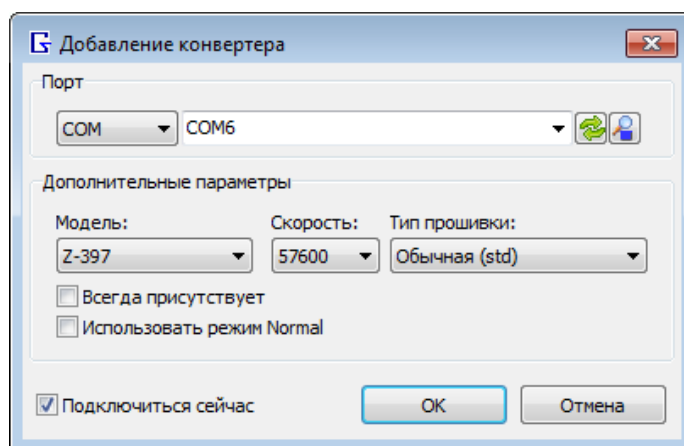 Добавление конвертера
Порт
COM COM6
Дополнительные параметры
Модель: Скорость: Тип прошивки:
Z-397 57600 Обычная (std)
Всегда присутствует
Использовать режим Normal
Подключиться сейчас OK Отмена